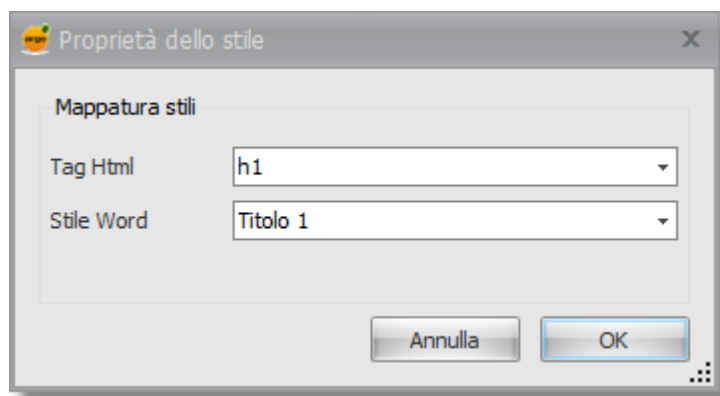 Proprietà dello stile
Mappatura stili
Tag Html h1
Stile Word Titolo 1
Annulla OK